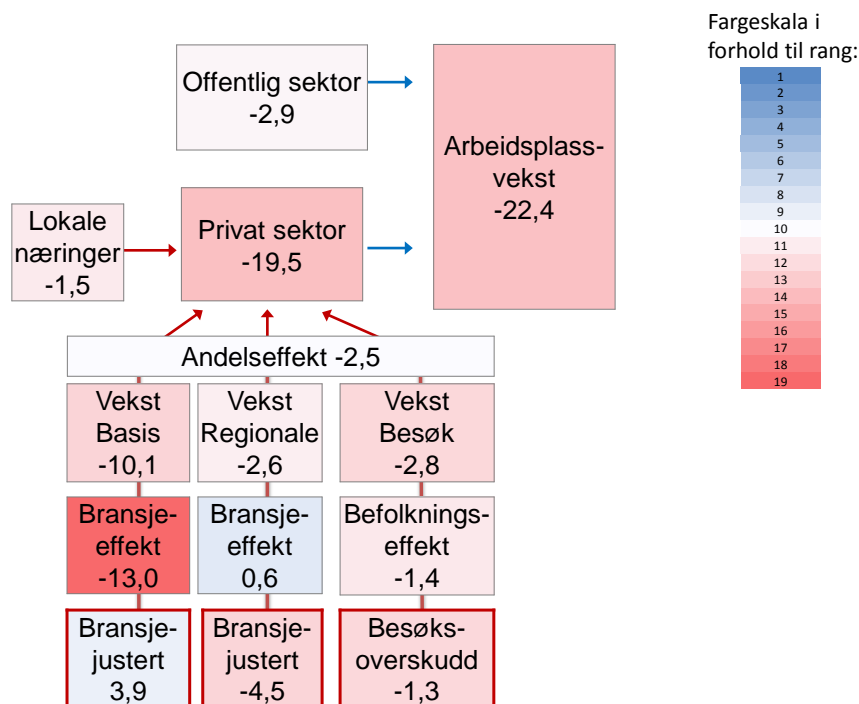 Fargeskala i
forhold til rang:
1
2
3
4
5
6
7
8
9
10
11
12
13
14
15
16
17
18
19
Offentlig sektor
-2,9
Arbeidsplass-
vekst
-22,4
Lokale
næringer
-1,5
Privat sektor
-19,5
Andelseffekt -2,5
Vekst
Basis
-10,1
Vekst
Regionale
-2,6
Vekst
Besøk
-2,8
Bransje-
effekt
-13,0
Bransje-
effekt
0,6
Befolknings-
effekt
-1,4
Bransje-
justert
3,9
Bransje-
justert
-4,5
Besøks-
overskudd
-1,3